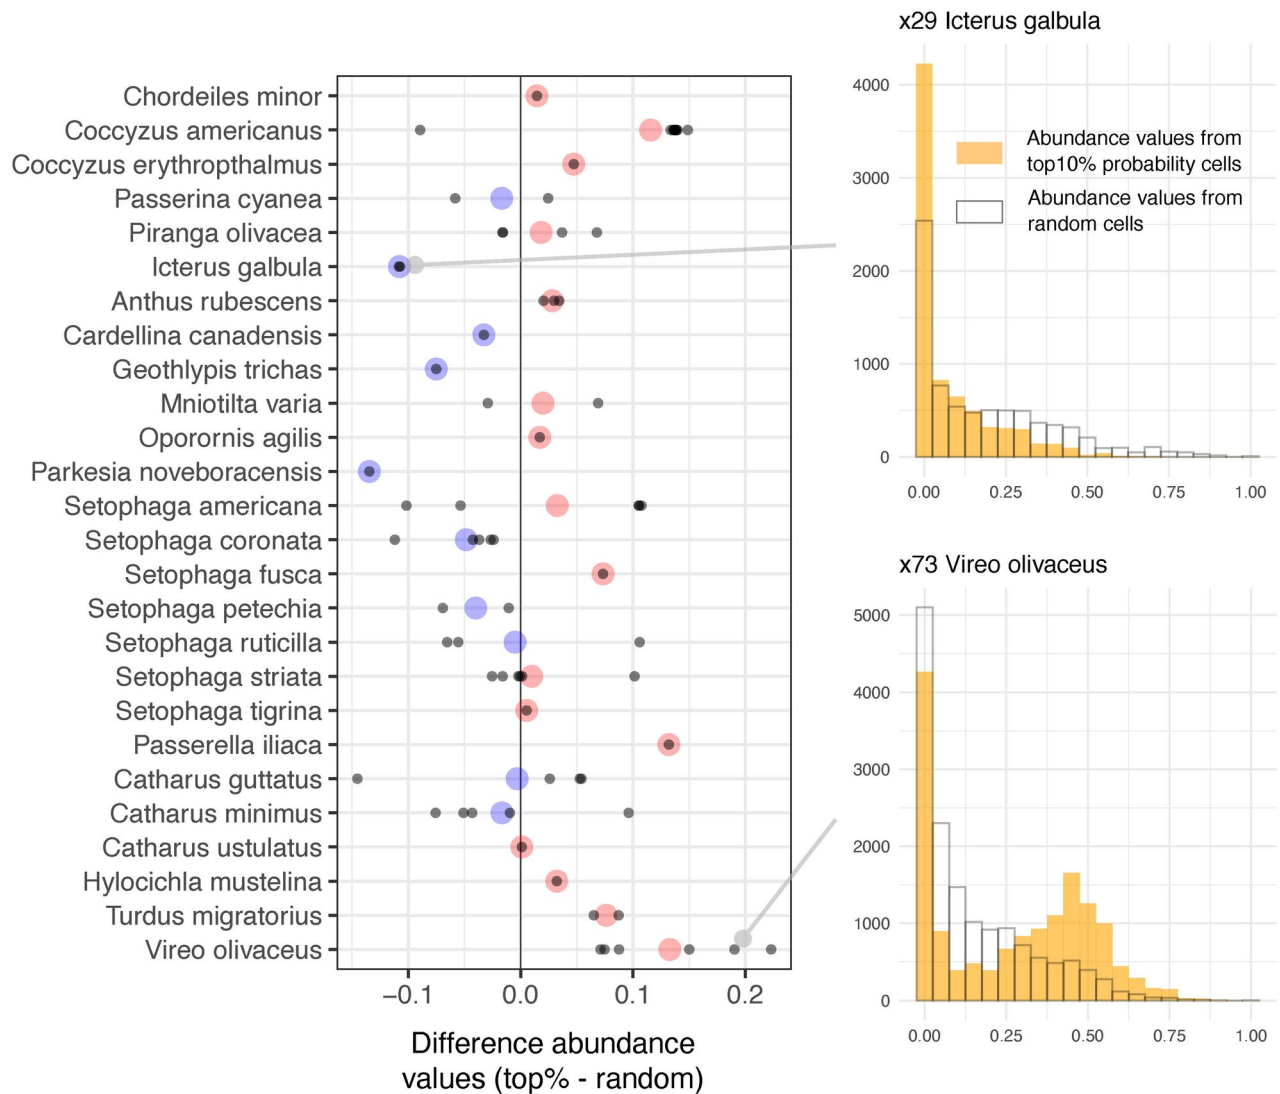 Chordeiles minor
Coccyzus americanus
Coccyzus erythropthalmus
Passerina cyanea
Piranga olivacea
Icterus galbula
Anthus rubescens
Cardellina canadensis
Geothlypis trichas
Mniotilta varia
Oporornis agilis
Parkesia noveboracensis
Setophaga americana
Setophaga coronata
Setophaga fusca
Setophaga petechia
Setophaga ruticilla
Setophaga striata
Setophaga tigrina
Passerella iliaca
Catharus guttatus
Catharus minimus
Catharus ustulatus
Hylocichla mustelina
Turdus migratorius
Vireo olivaceus
−0.1 0.0 0.1 0.2
Difference abundance
values (top% - random)
x29 Icterus galbula
4000
3000
2000
1000
0
Abundance values from
top10% probability cells
Abundance values from
random cells
0.00 0.25 0.50 0.75 1.00
x73 Vireo olivaceus
5000
4000
3000
2000
1000
0
0.00 0.25 0.50 0.75 1.00